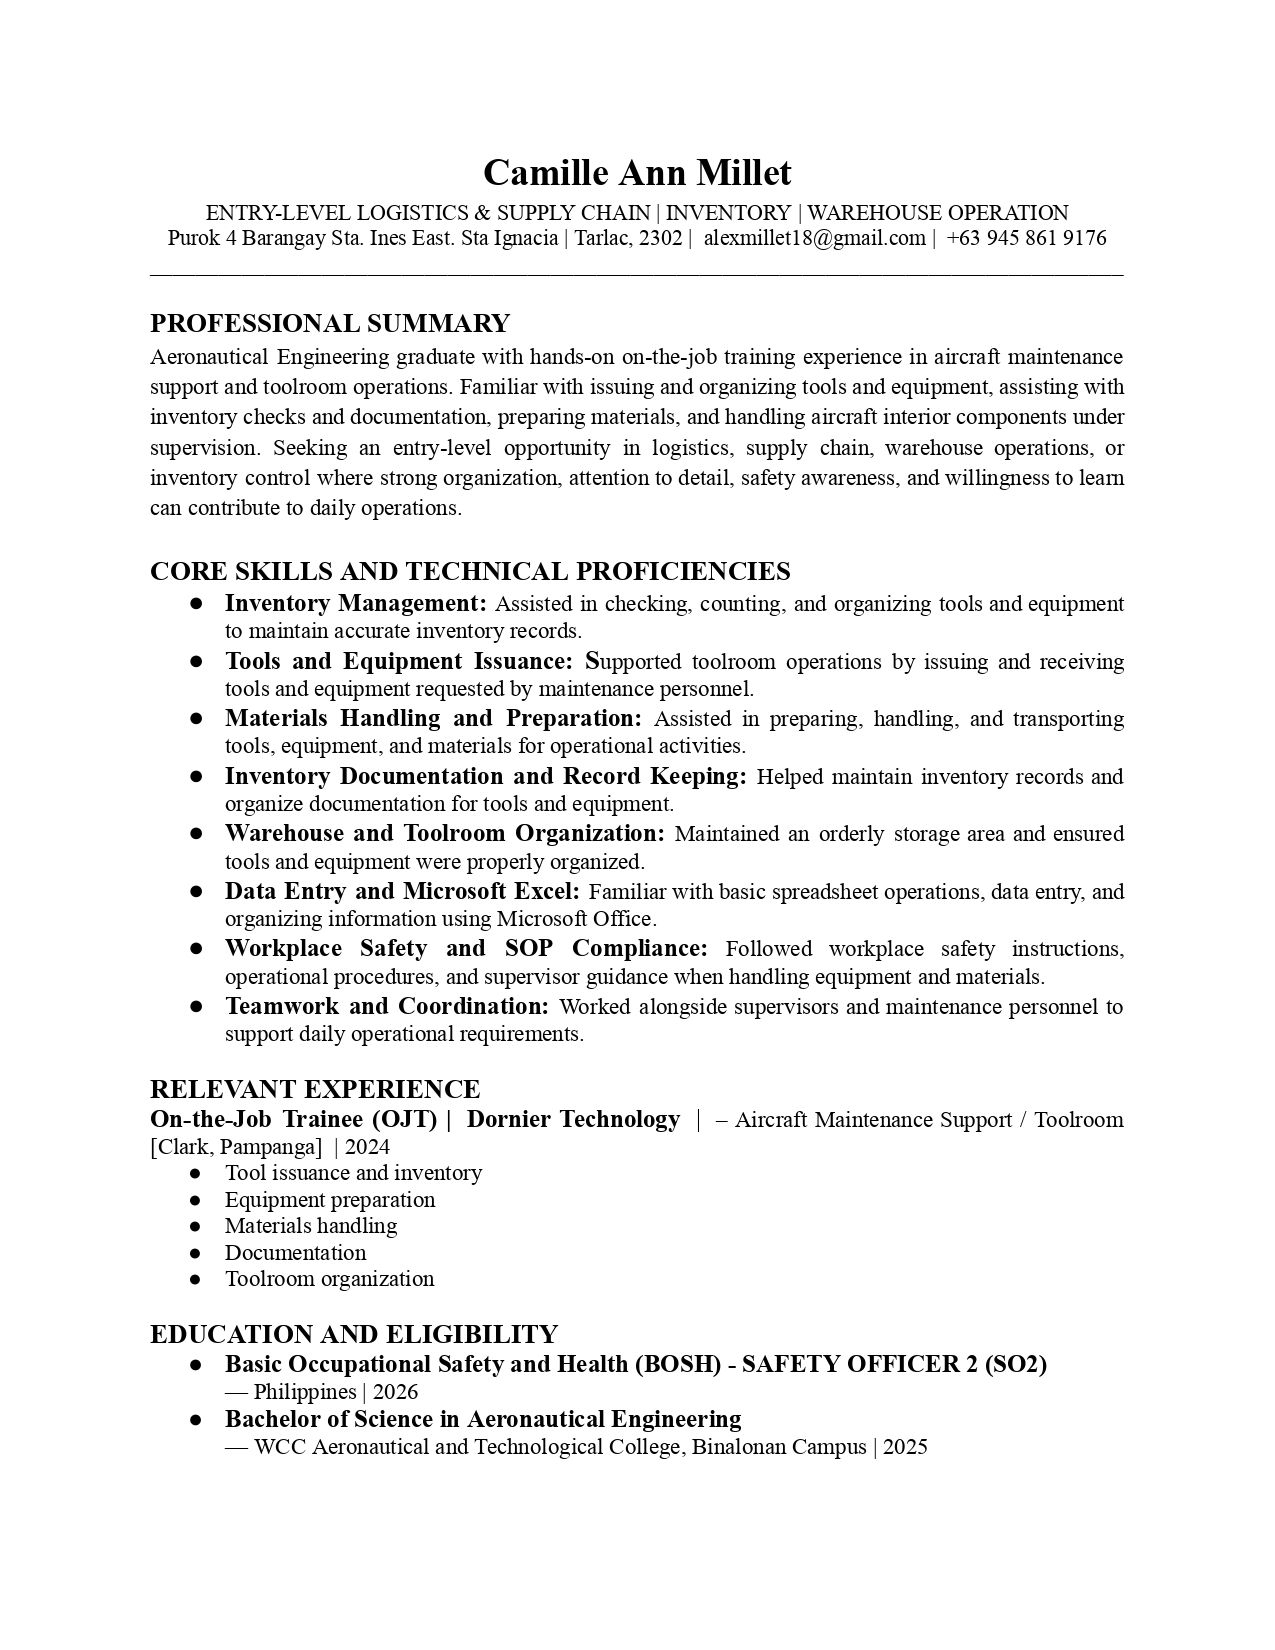 Camille Ann Millet
ENTRY-LEVEL LOGISTICS & SUPPLY CHAIN | INVENTORY | WAREHOUSE OPERATION
Purok 4 Barangay Sta. Ines East. Sta Ignacia | Tarlac, 2302 | alexmillet18@gmail.com | +63 945 861 9176
PROFESSIONAL SUMMARY
Aeronautical Engineering graduate with hands-on on-the-job training experience in aircraft maintenance
support and toolroom operations. Familiar with issuing and organizing tools and equipment, assisting with
inventory checks and documentation, preparing materials, and handling aircraft interior components under
supervision. Seeking an entry-level opportunity in logistics, supply chain, warehouse operations, or
inventory control where strong organization, attention to detail, safety awareness, and willingness to learn
can contribute to daily operations.
CORE SKILLS AND TECHNICAL PROFICIENCIES
● Inventory Management: Assisted in checking, counting, and organizing tools and equipment
to maintain accurate inventory records.
● Tools and Equipment Issuance: Supported toolroom operations by issuing and receiving
tools and equipment requested by maintenance personnel.
● Materials Handling and Preparation: Assisted in preparing, handling, and transporting
tools, equipment, and materials for operational activities.
● Inventory Documentation and Record Keeping: Helped maintain inventory records and
organize documentation for tools and equipment.
● Warehouse and Toolroom Organization: Maintained an orderly storage area and ensured
tools and equipment were properly organized.
● Data Entry and Microsoft Excel: Familiar with basic spreadsheet operations, data entry, and
organizing information using Microsoft Office.
● Workplace Safety and SOP Compliance: Followed workplace safety instructions,
operational procedures, and supervisor guidance when handling equipment and materials.
● Teamwork and Coordination: Worked alongside supervisors and maintenance personnel to
support daily operational requirements.
RELEVANT EXPERIENCE
On-the-Job Trainee (OJT) | Dornier Technology | – Aircraft Maintenance Support / Toolroom
[Clark, Pampanga] | 2024
● Tool issuance and inventory
● Equipment preparation
● Materials handling
● Documentation
● Toolroom organization
EDUCATION AND ELIGIBILITY
● Basic Occupational Safety and Health (BOSH) - SAFETY OFFICER 2 (SO2)
— Philippines | 2026
● Bachelor of Science in Aeronautical Engineering
— WCC Aeronautical and Technological College, Binalonan Campus | 2025